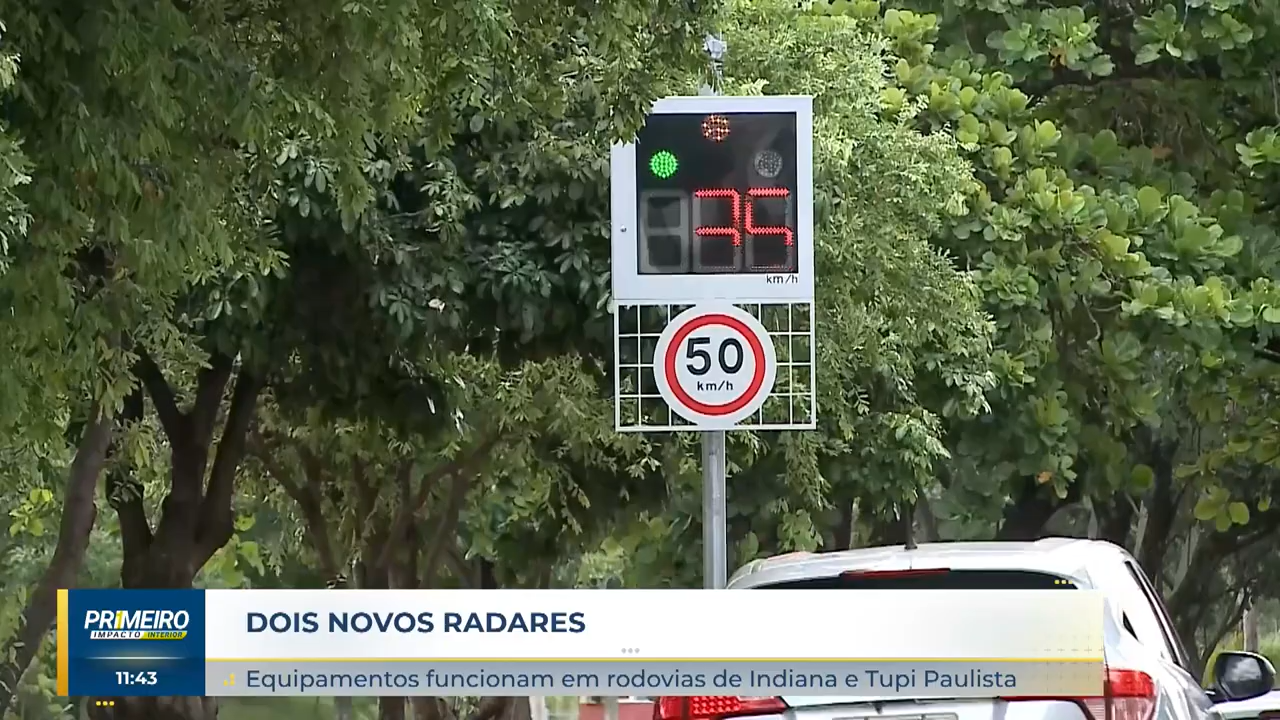 35
km/h
50
km/h
PRIMEIRO
IMPACTO INTERIOR
11:43
DOIS NOVOS RADARES
Equipamentos funcionam em rodovias de Indiana e Tupi Paulista